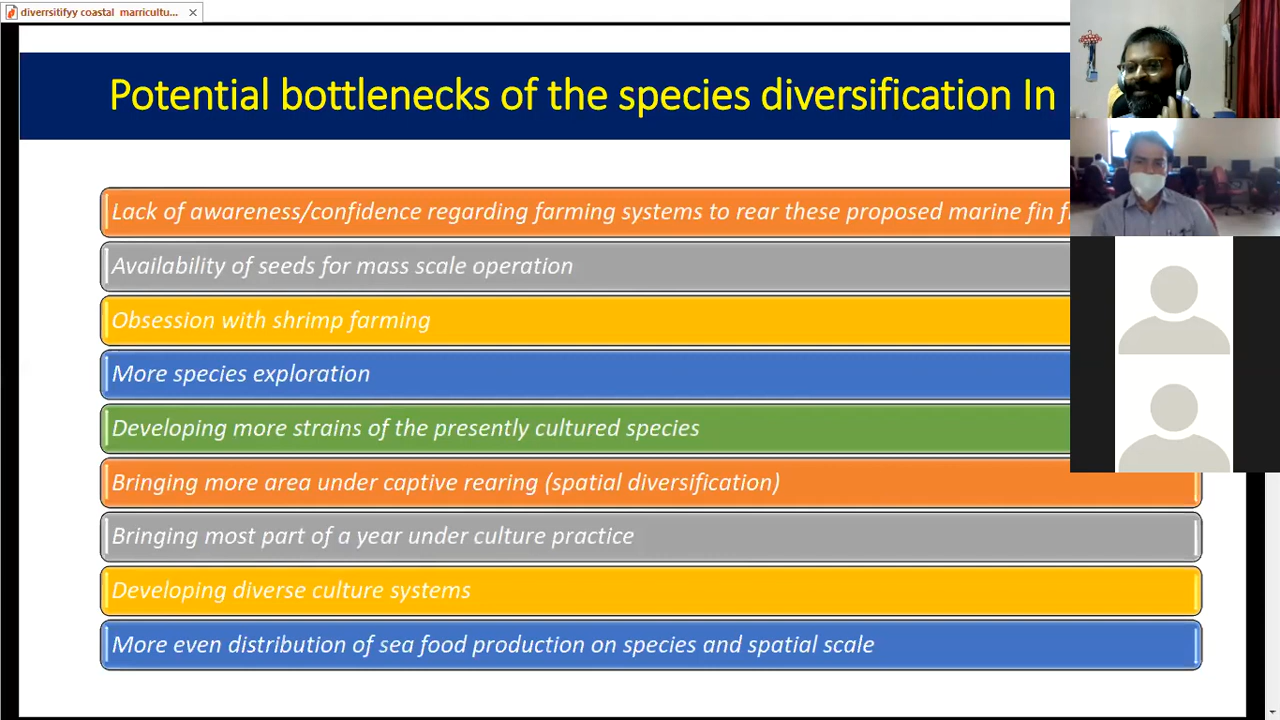 diverrsitifyy coastal marricultu...
Potential bottlenecks of the species diversification In
Lack of awareness/confidence regarding farming systems to rear these proposed marine fin
Availability of seeds for mass scale operation
Obsession with shrimp farming
More species exploration
Developing more strains of the presently cultured species
Bringing more area under captive rearing (spatial diversification)
Bringing most part of a year under culture practice
Developing diverse culture systems
More even distribution of sea food production on species and spatial scale